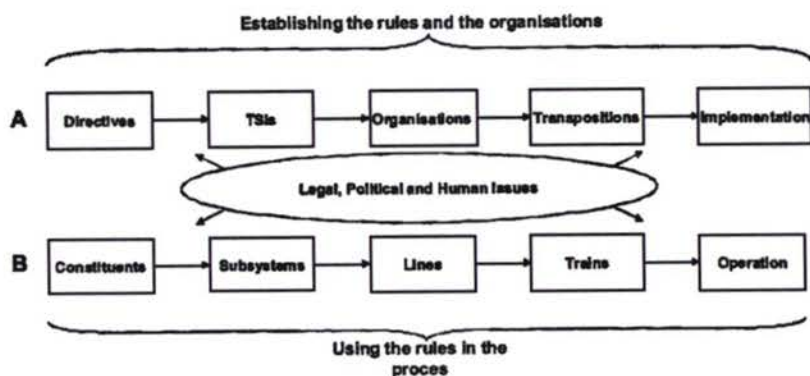 Establishing the rules and the organisations
A
Directives
TSIs
Organisations
Transpositions
Implementation
Legal, Political and Human Issues
B
Constituents
Subsystems
Lines
Trains
Operation
Using the rules in the
proces